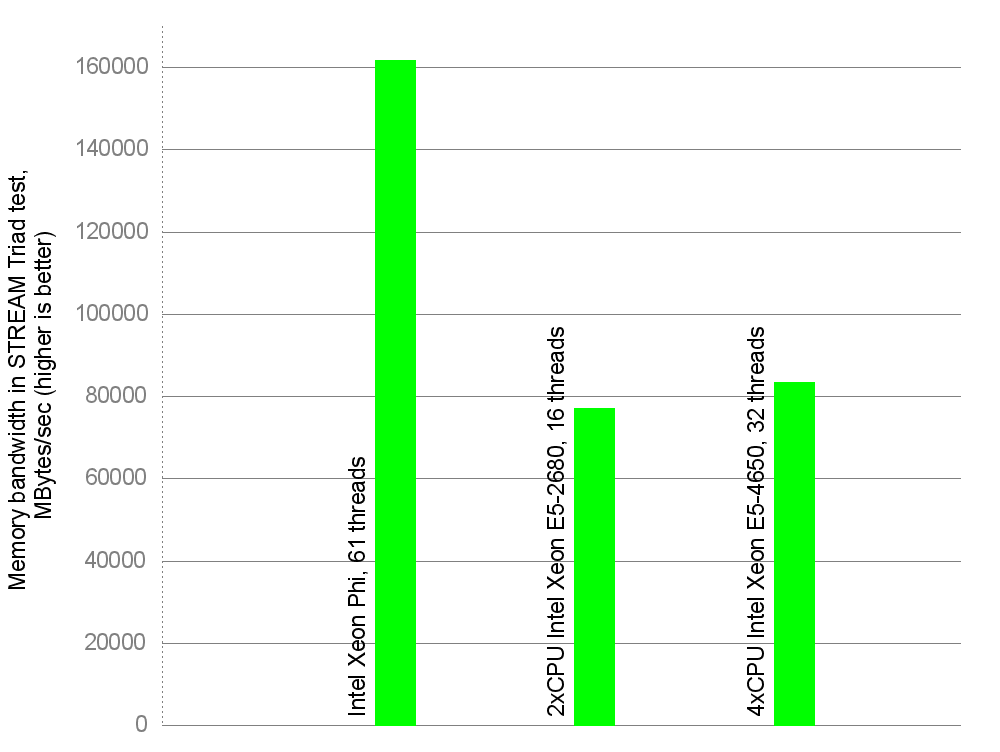 Memory bandwidth in STREAM Triad test,
MBytes/sec (higher is better)
160000
140000
120000
100000
80000
60000
40000
20000
0
Intel Xeon Phi, 61 threads
2xCPU Intel Xeon E5-2680, 16 threads
4xCPU Intel Xeon E5-4650, 32 threads